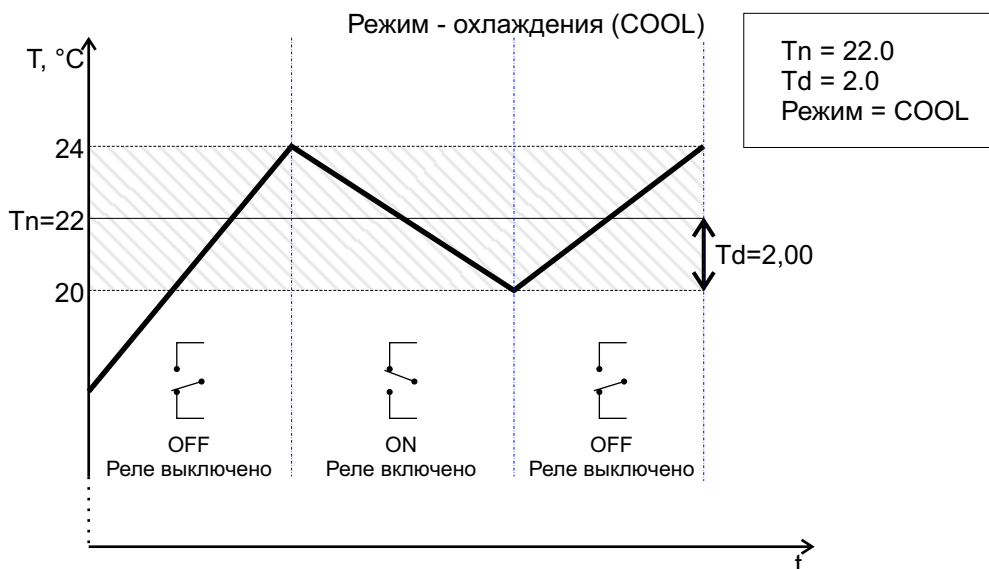 Режим - охлаждения (COOL)
T, °C
Tn = 22.0
Td = 2.0
Режим = COOL
24
Tn=22
Td=2,00
20
OFF
Реле выключено
ON
Реле включено
OFF
Реле выключено
t